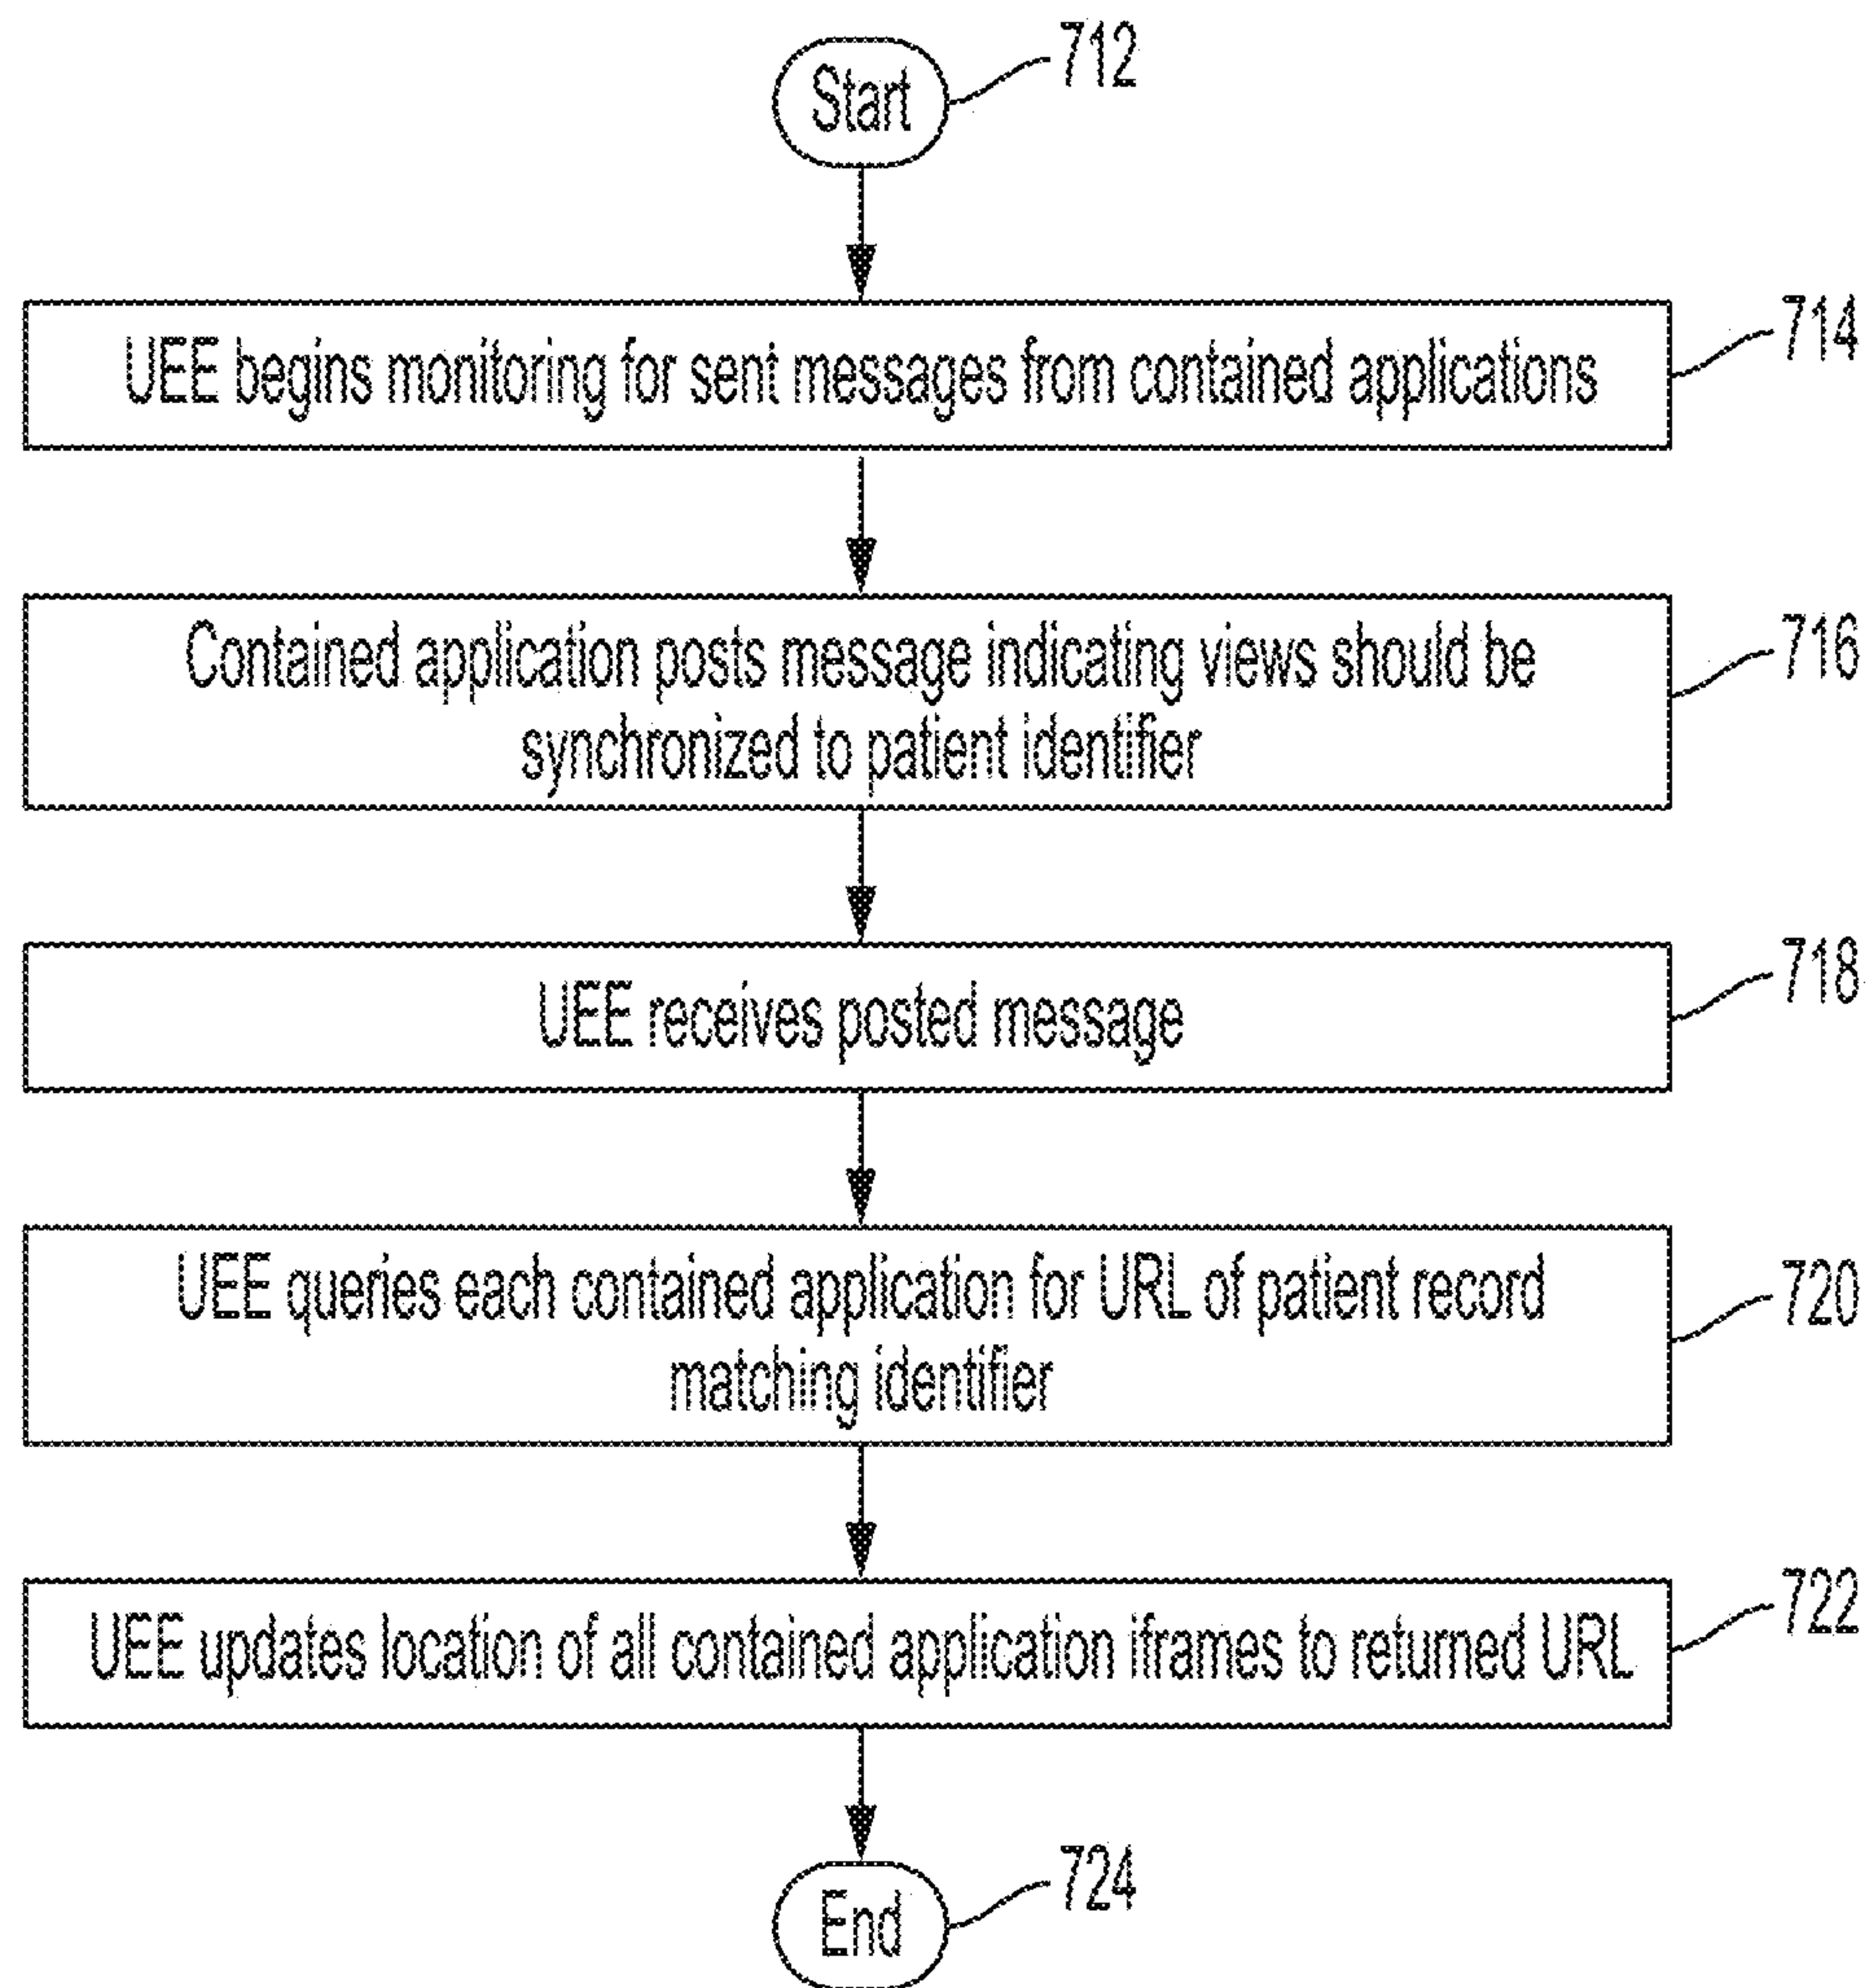 Start
712
UEE begins monitoring for sent messages from contained applications
714
Contained application posts message indicating views should be
synchronized to patient identifier
716
UEE receives posted message
718
UEE queries each contained application for URL of patient record
matching identifier
720
UEE updates location of all contained application iframes to returned URL
722
End
724